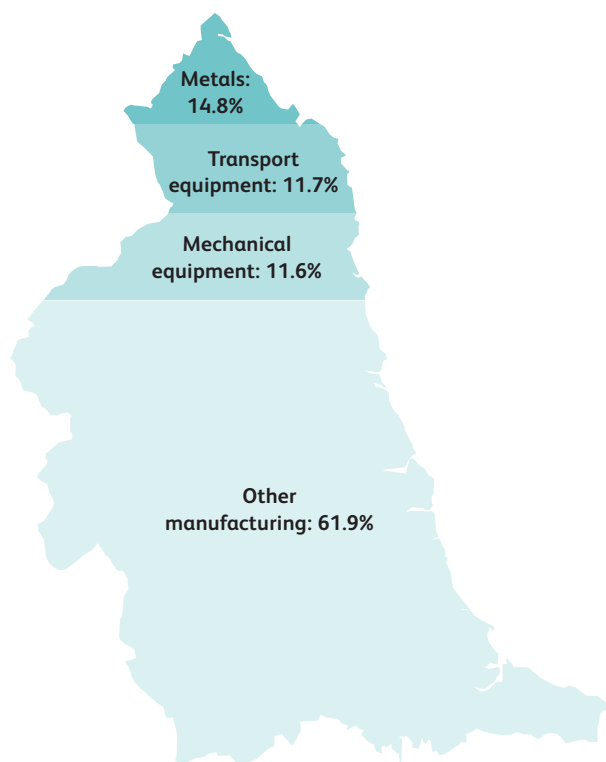 Metals:
14.8%
Transport
equipment: 11.7%
Mechanical
equipment: 11.6%
Other
manufacturing: 61.9%